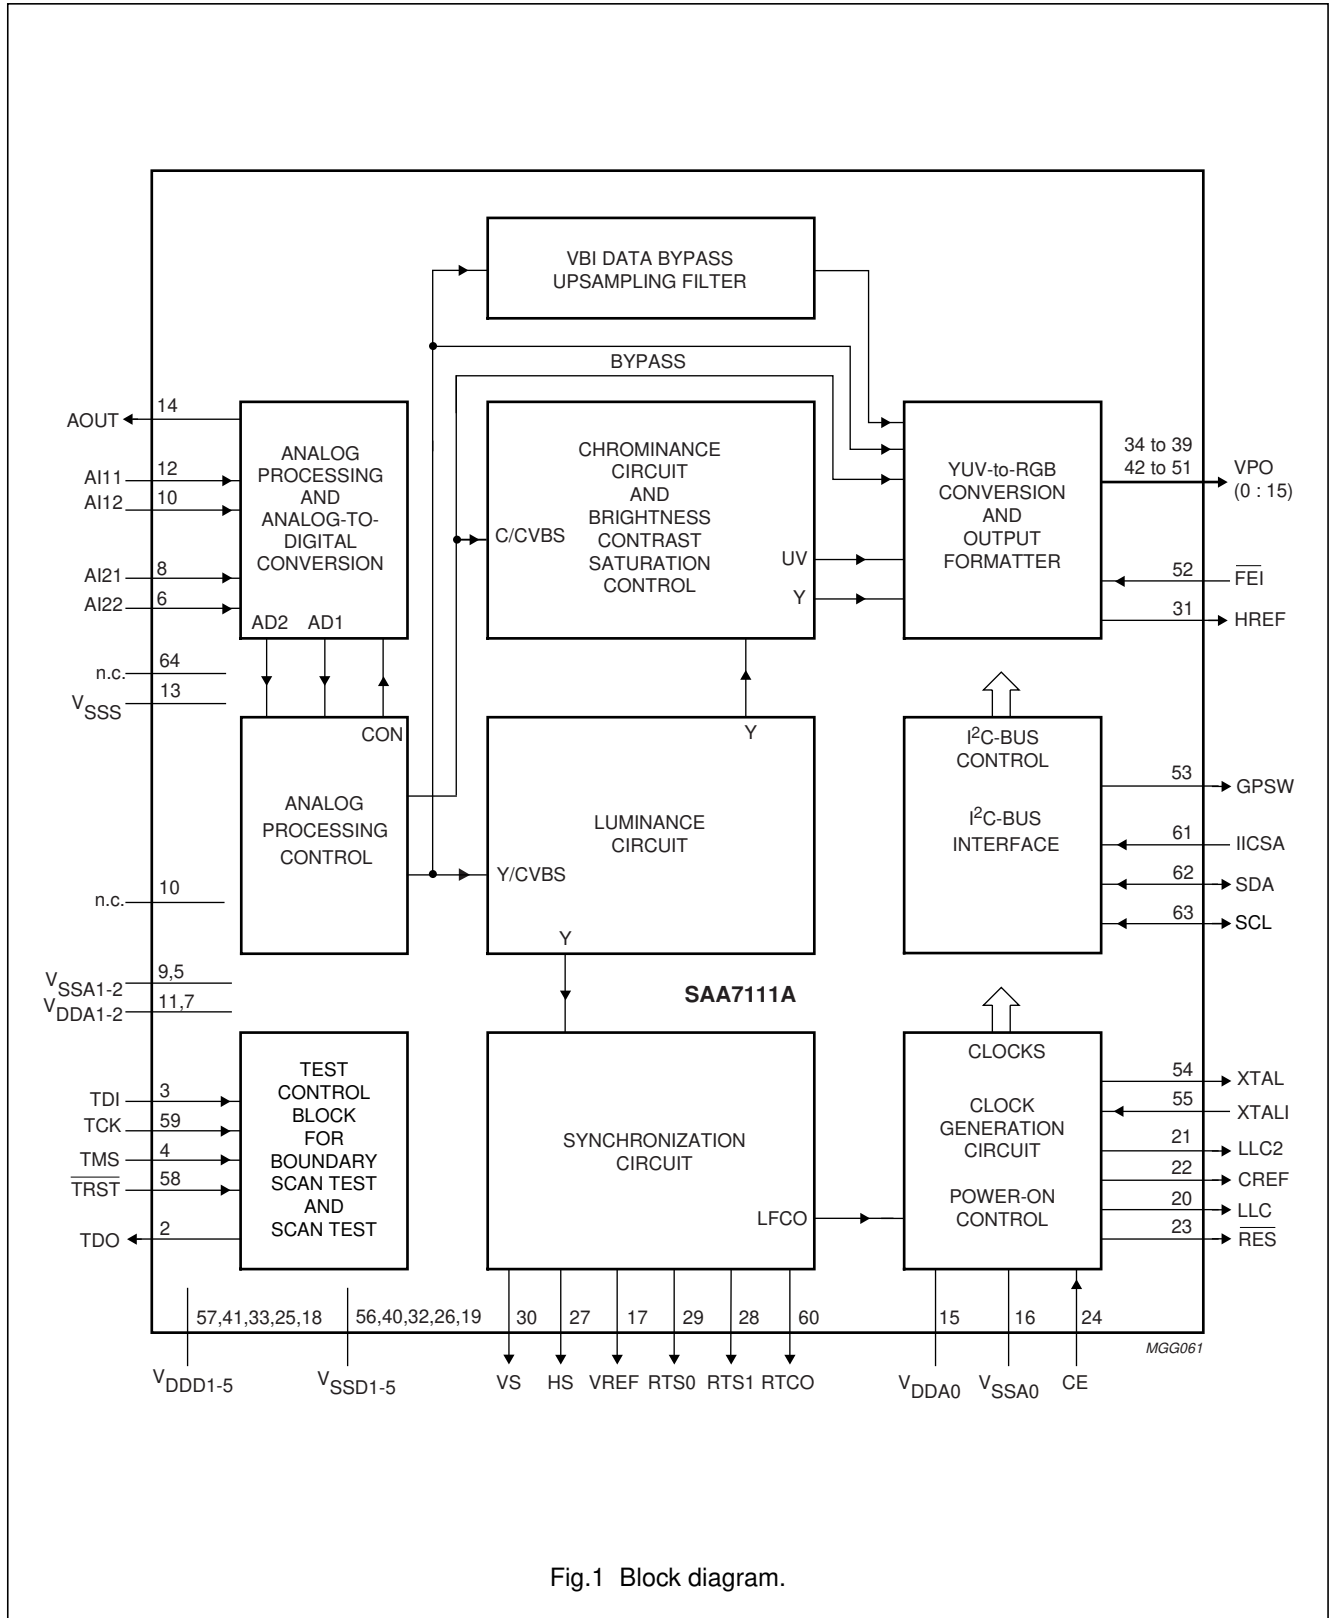 VBI DATA BYPASS
UPSAMPLING FILTER
BYPASS
AOUT
14
AI11
12
AI12
10
AI21
8
AI22
6
ANALOG
PROCESSING
AND
ANALOG-TO-
DIGITAL
CONVERSION
AD2 AD1
CHROMINANCE
CIRCUIT
AND
BRIGHTNESS
CONTRAST
SATURATION
CONTROL
C/CVBS
UV
Y
YUV-to-RGB
CONVERSION
AND
OUTPUT
FORMATTER
34 to 39
42 to 51
VPO
(0 : 15)
52
FEI
31
HREF
n.c.
64
VSSS
13
CON
ANALOG
PROCESSING
CONTROL
Y
LUMINANCE
CIRCUIT
Y/CVBS
Y
I2C-BUS
CONTROL
I2C-BUS
INTERFACE
53
GPSW
61
IICSA
62
SDA
63
SCL
n.c.
10
VSSA1-2
9,5
VDDA1-2
11,7
SAA7111A
TDI
3
TCK
59
TMS
4
TRST
58
TDO
2
TEST
CONTROL
BLOCK
FOR
BOUNDARY
SCAN TEST
AND
SCAN TEST
SYNCHRONIZATION
CIRCUIT
LFCO
CLOCKS
CLOCK
GENERATION
CIRCUIT
POWER-ON
CONTROL
54
XTAL
55
XTALI
21
LLC2
22
CREF
20
LLC
23
RES
57,41,33,25,18
56,40,32,26,19
30
27
17
29
28
60
15
16
24
MGG061
VDDD1-5
VSSD1-5
VS
HS
VREF
RTS0
RTS1
RTCO
VDDA0
VSSA0
CE
Fig.1 Block diagram.